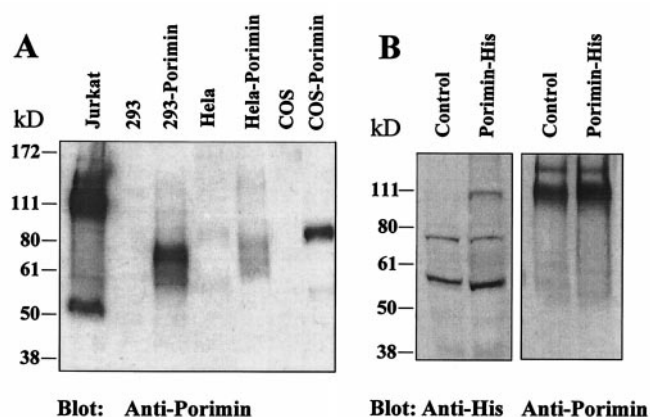 A
kD
Jurkat
293
293-Porimin
Hela
Hela-Porimin
COS
COS-Porimin
172
111
80
61
50
38
Blot: Anti-Porimin
B
kD
Control
Porimin-His
Control
Porimin-His
111
80
61
50
38
Blot: Anti-His Anti-Porimin